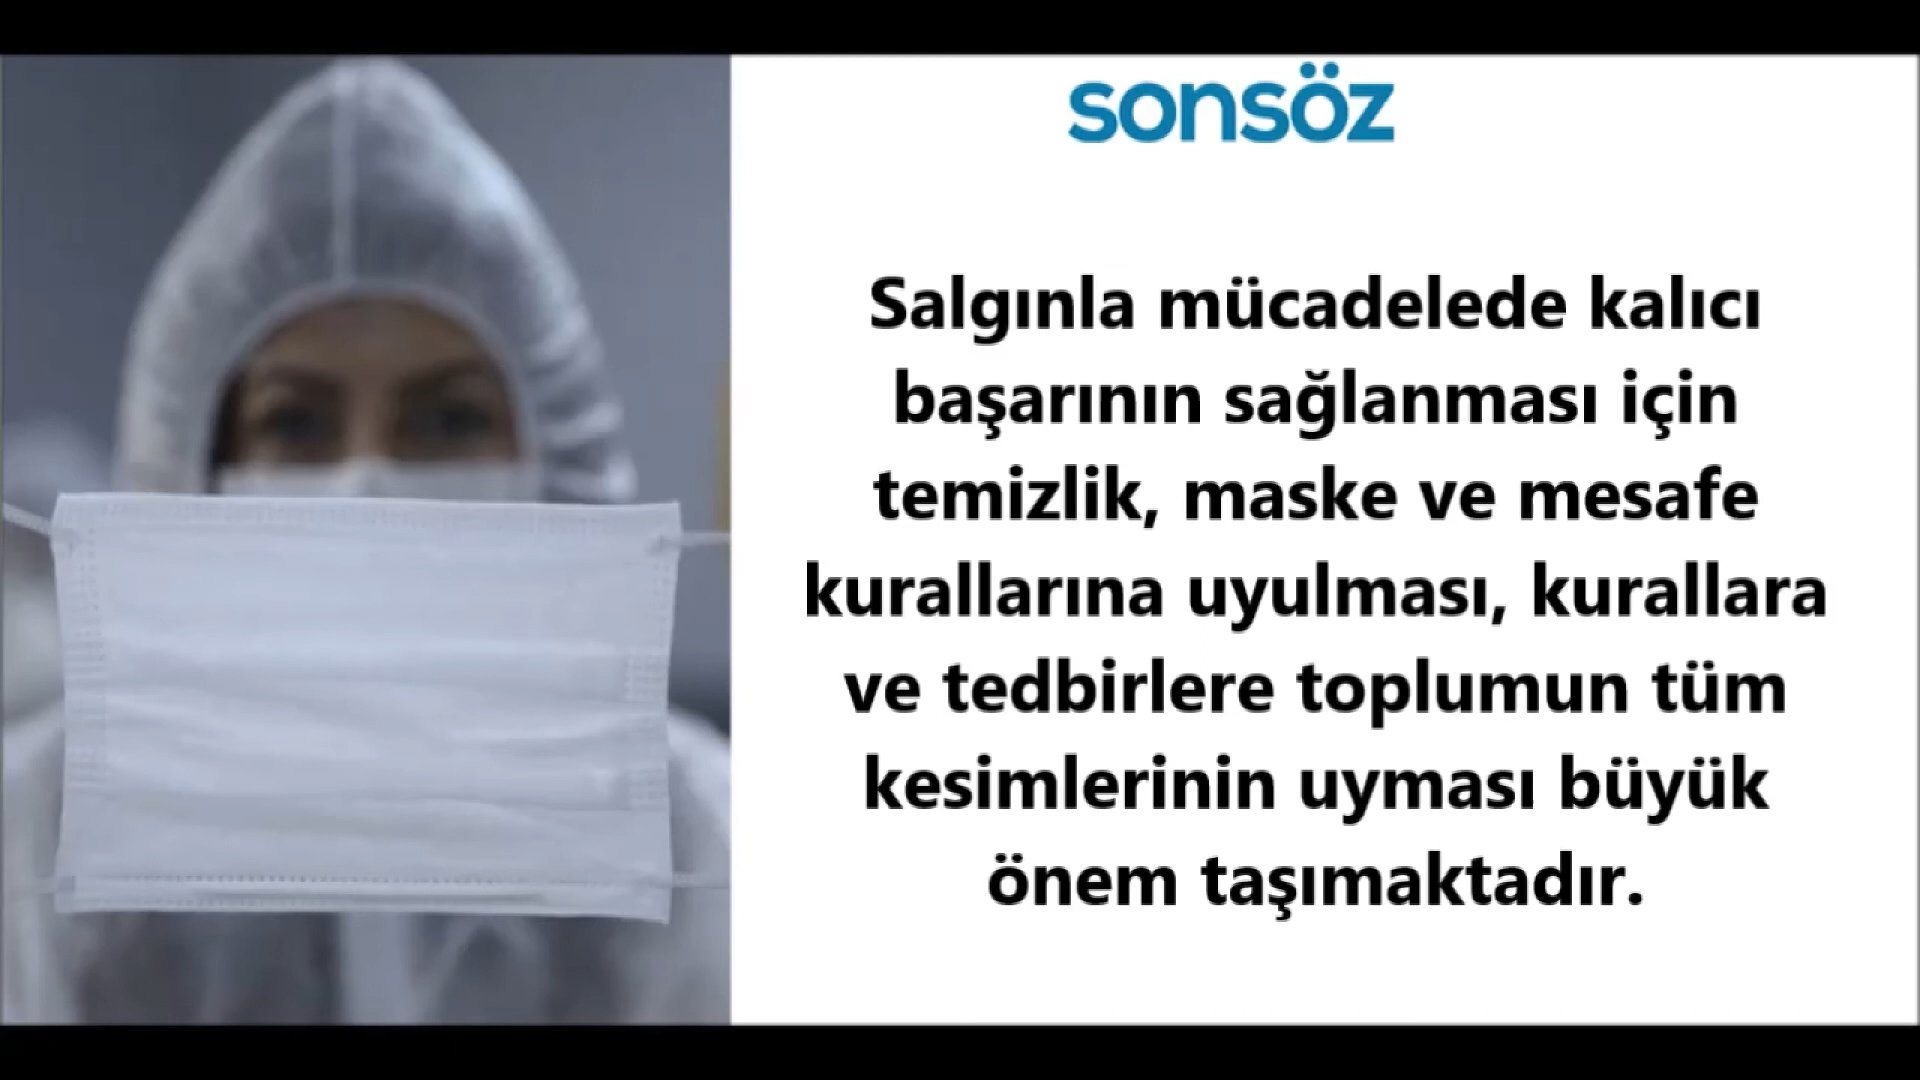 sonsöz
Salgınla mücadelede kalıcı
başarının sağlanması için
temizlik, maske ve mesafe
kurallarına uyulması, kurallara
ve tedbirlere toplumun tüm
kesimlerinin uyması büyük
önem taşımaktadır.